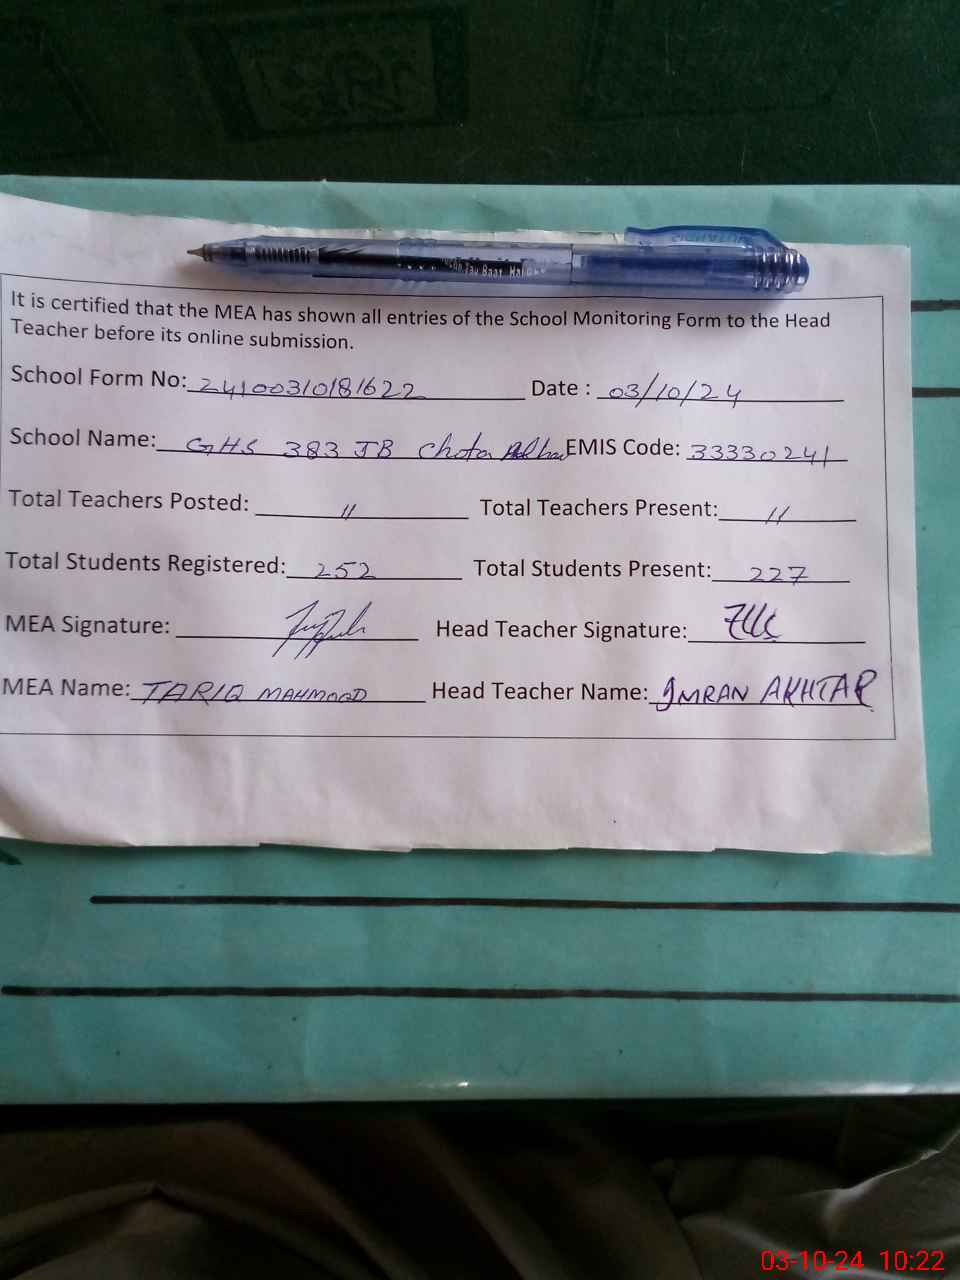 It is certified that the MEA has shown all entries of the School Monitoring Form to the Head
Teacher before its online submission.
School Form No: 24100310181622 Date : 03/10/24
School Name: GHS 383 JB Chota EMIS Code: 33330241
Total Teachers Posted: 11 Total Teachers Present: 11
Total Students Registered: 252 Total Students Present: 227
MEA Signature: Head Teacher Signature:
MEA Name: TARIQ MAHMOOD Head Teacher Name: IMRAN AKHTAR
03-10-24 10:22